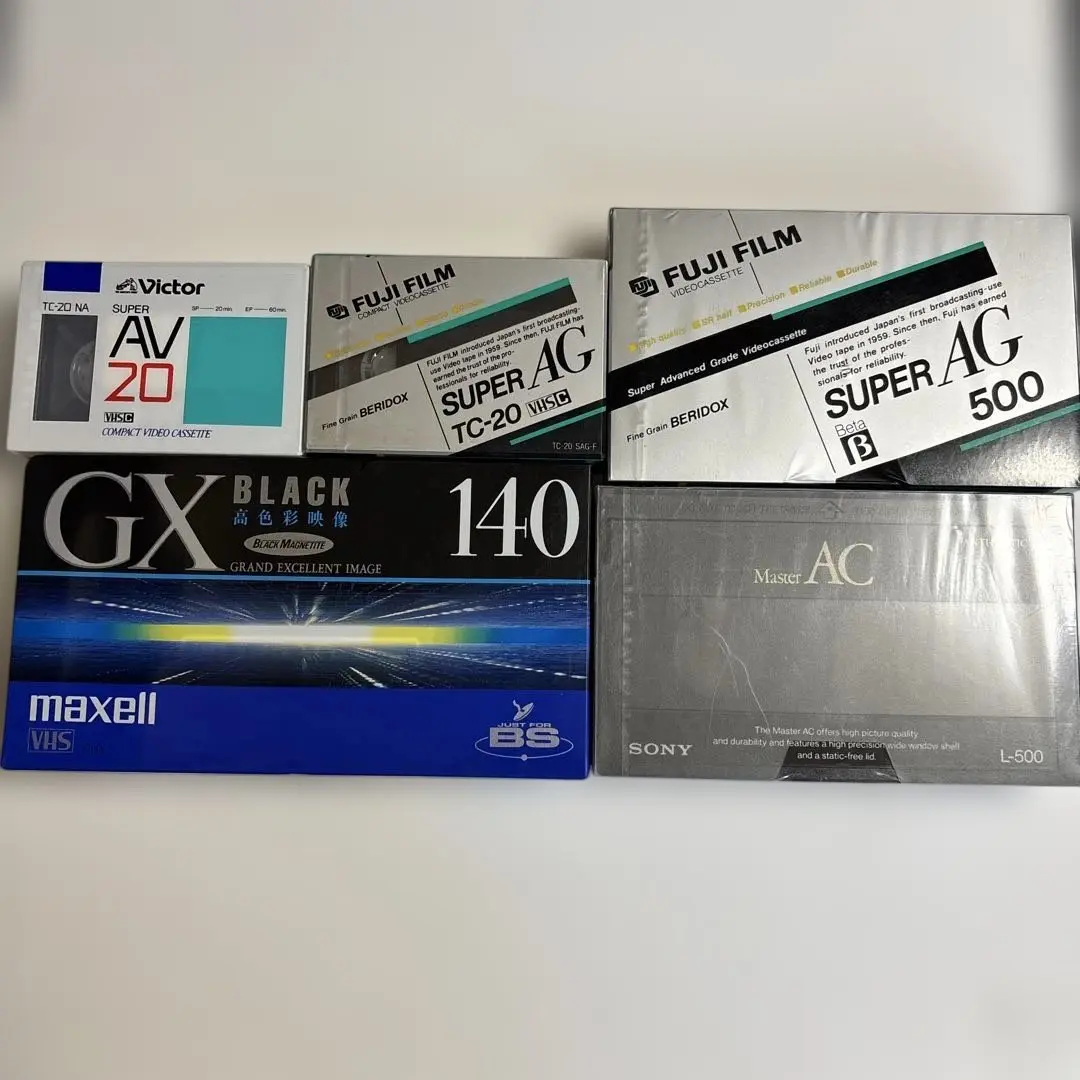 Victor
TC-20 NA
SUPER
SP 20min. EP 60min.
AV
20
VHS C
COMPACT VIDEO CASSETTE
FUJI FILM
COMPACT VIDEOCASSETTE
FUJI FILM introduced Japan's first broadcasting-
use Video tape in 1959. Since then, FUJI FILM has
earned the trust of the pro-
fessionals for reliability.
Fine Grain BERIDOX
SUPER AG
TC-20 VHS C
TC-20 SAG-F
FUJI FILM
VIDEOCASSETTE
High quality SR half Precision Reliable Durable
Super Advanced Grade Videocassette
Fuji introduced Japan's first broadcasting-use
Video tape in 1959. Since then, Fuji has earned
the trust of the profes-
sionals for reliability.
Fine Grain BERIDOX
SUPER AG
500
Beta
β
GX BLACK 140
高色彩映像
BLACK MAGNETITE
GRAND EXCELLENT IMAGE
maxell
VHS
JUST FOR
BS
Master AC
The Master AC offers high picture quality
and durability and features a high precision wide window shell
and a static-free lid.
SONY
L-500